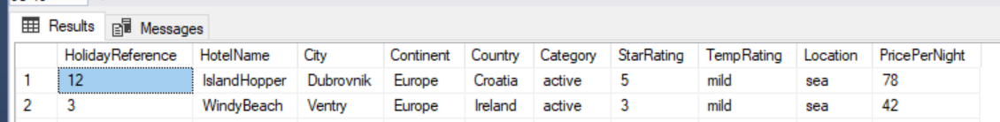 Results Messages
HolidayReference HotelName City Continent Country Category StarRating TempRating Location PricePerNight
1 12 IslandHopper Dubrovnik Europe Croatia active 5 mild sea 78
2 3 WindyBeach Ventry Europe Ireland active 3 mild sea 42